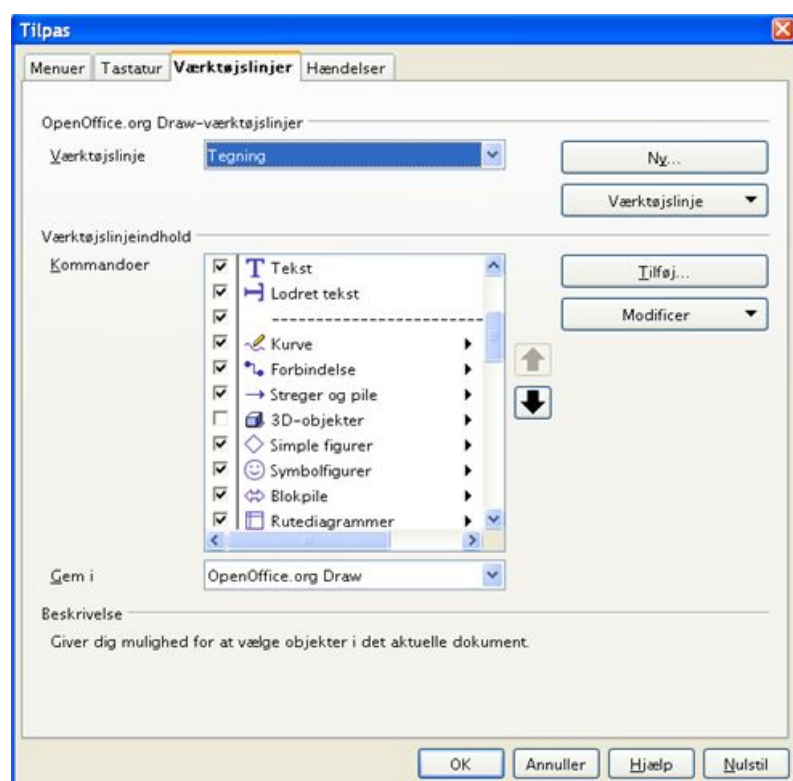 Tilpas
Menuer Tastatur Værktøjslinjer Hændelser
OpenOffice.org Draw-værktøjslinjer
Værktøjslinje Tegning Ny...
Værktøjslinje
Værktøjslinjeindhold
Kommandoer Tekst Tilføj...
Lodret tekst
Modificer
Kurve
Forbindelse
Streger og pile
3D-objekter
Simple figurer
Symbolfigurer
Blokpile
Rutediagrammer
Gem i OpenOffice.org Draw
Beskrivelse
Giver dig mulighed for at vælge objekter i det aktuelle dokument.
OK Annuller Hjælp Nulstil